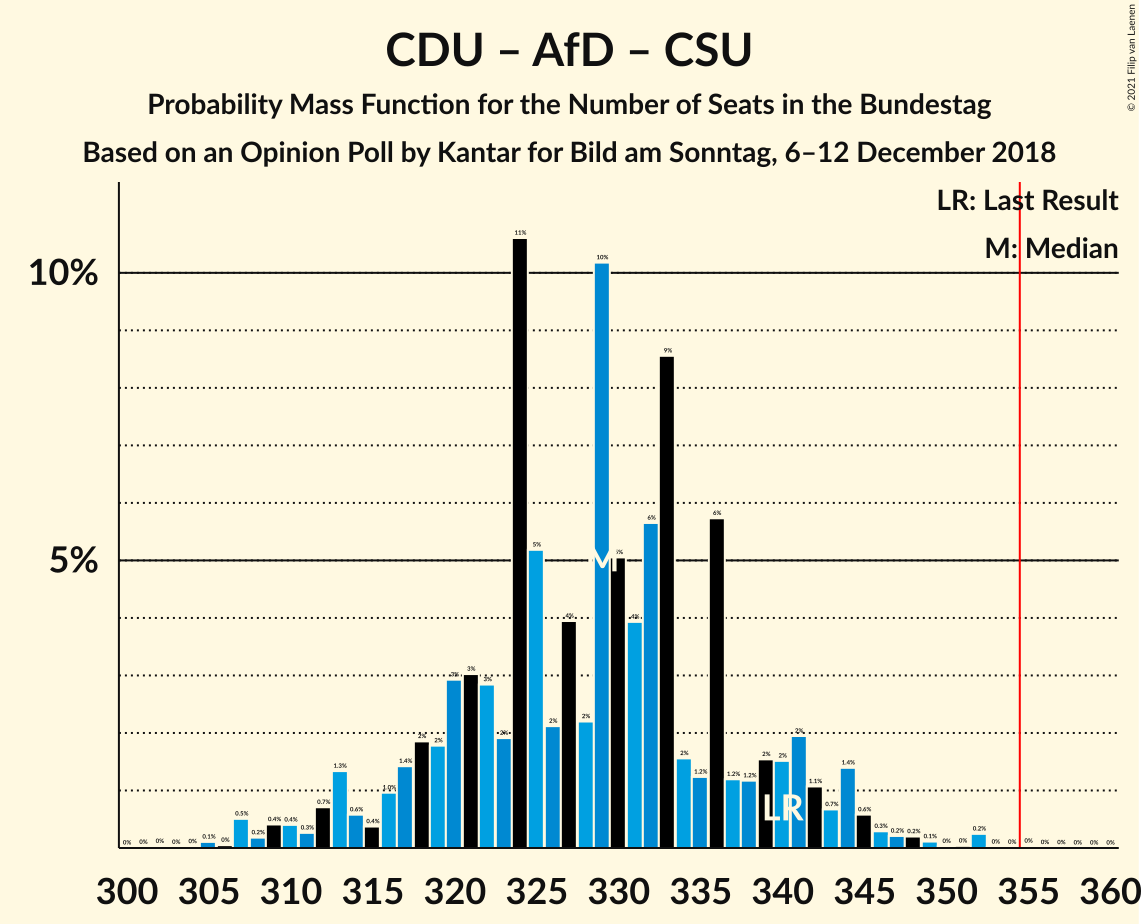 CDU – AfD – CSU
Probability Mass Function for the Number of Seats in the Bundestag
Based on an Opinion Poll by Kantar for Bild am Sonntag, 6–12 December 2018
© 2021 Filip van Laenen
LR: Last Result
M: Median
10%
5%
0% 0% 0% 0% 0% 0.1% 0% 0.5% 0.2% 0.4% 0.4% 0.3% 0.7% 1.3% 0.6% 0.4% 1.0% 1.4% 2% 2% 3% 3% 3% 2% 11% 5% 2% 4% 2% 10% 5% 4% 6% 9% 2% 1.2% 6% 1.2% 1.2% 2% 2% 2% 1.1% 0.7% 1.4% 0.6% 0.3% 0.2% 0.2% 0.1% 0% 0% 0.2% 0% 0% 0% 0% 0% 0% 0% 0%
M
LR
300 305 310 315 320 325 330 335 340 345 350 355 360